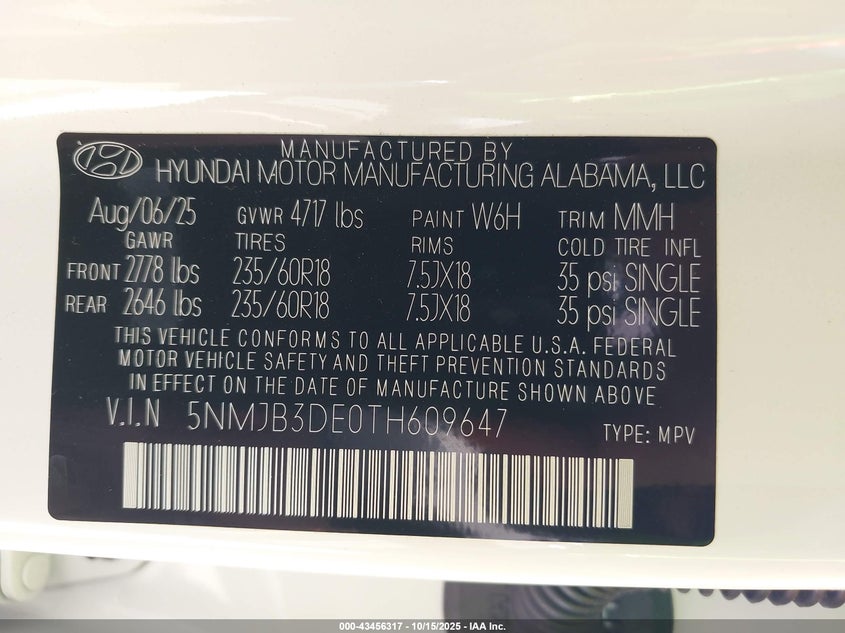 MANUFACTURED BY
HYUNDAI MOTOR MANUFACTURING ALABAMA, LLC
Aug/06/25 GVWR 4717 lbs PAINT W6H TRIM MMH
GAWR TIRES RIMS COLD TIRE INFL
FRONT 2778 lbs 235/60R18 7.5JX18 35 psi SINGLE
REAR 2646 lbs 235/60R18 7.5JX18 35 psi SINGLE
THIS VEHICLE CONFORMS TO ALL APPLICABLE U.S.A. FEDERAL
MOTOR VEHICLE SAFETY AND THEFT PREVENTION STANDARDS
IN EFFECT ON THE DATE OF MANUFACTURE SHOWN ABOVE
V.I.N 5NMJB3DE0TH609647 TYPE: MPV
000-43456317 - 10/15/2025 - IAA Inc.